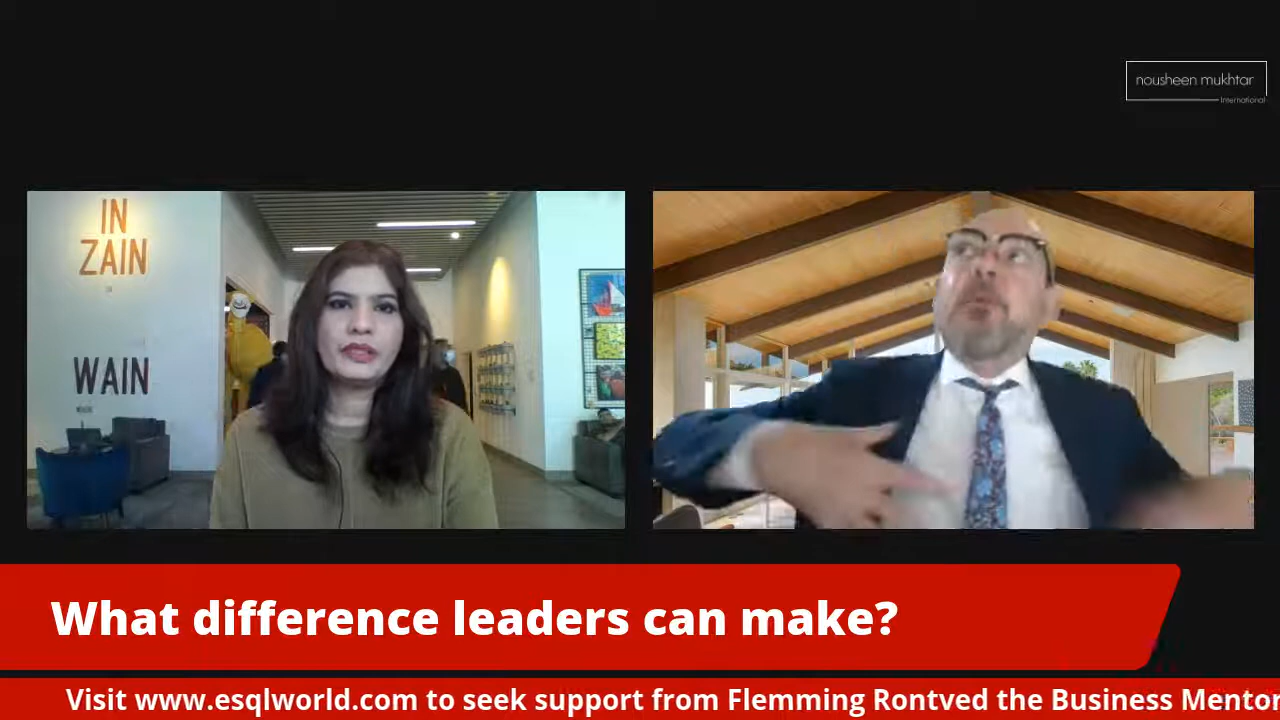 nousheen mukhtar
International
IN
ZAIN
WAIN
What difference leaders can make?
Visit www.esqlworld.com to seek support from Flemming Rontved the Business Mentor